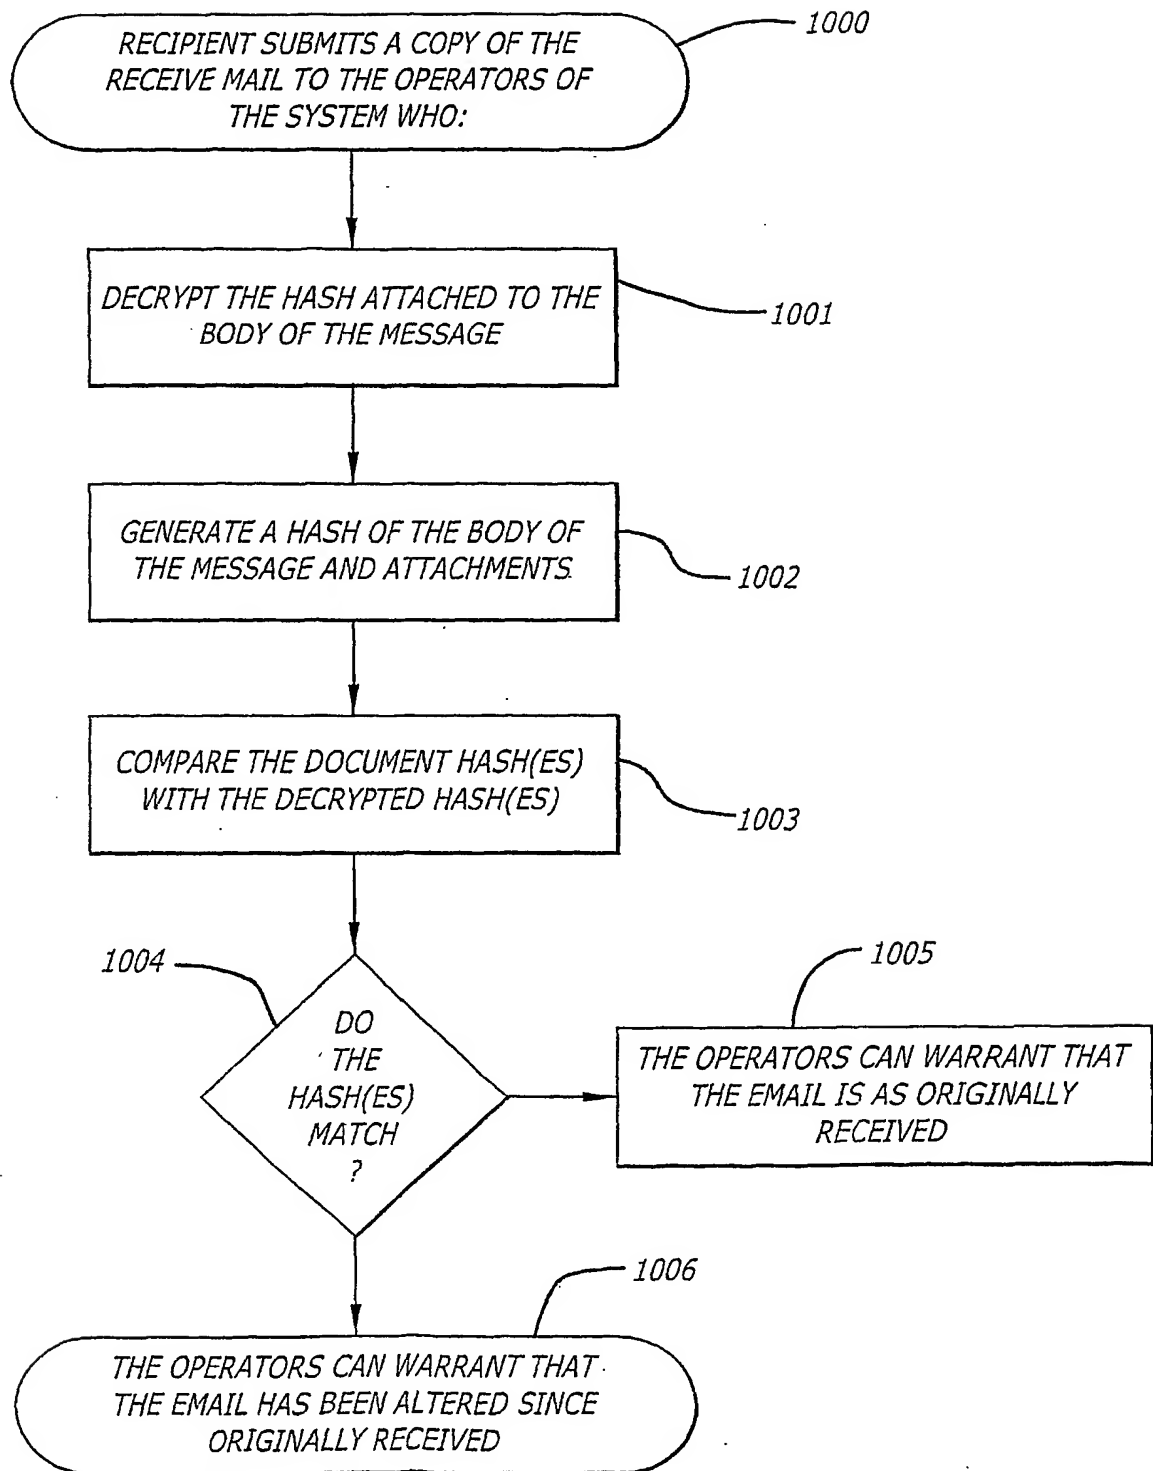 RECIPIENT SUBMITS A COPY OF THE
RECEIVE MAIL TO THE OPERATORS OF
THE SYSTEM WHO:
1000
DECRYPT THE HASH ATTACHED TO THE
BODY OF THE MESSAGE
1001
GENERATE A HASH OF THE BODY OF
THE MESSAGE AND ATTACHMENTS
1002
COMPARE THE DOCUMENT HASH(ES)
WITH THE DECRYPTED HASH(ES)
1003
1004
DO
THE
HASH(ES)
MATCH
?
1005
THE OPERATORS CAN WARRANT THAT
THE EMAIL IS AS ORIGINALLY
RECEIVED
1006
THE OPERATORS CAN WARRANT THAT
THE EMAIL HAS BEEN ALTERED SINCE
ORIGINALLY RECEIVED